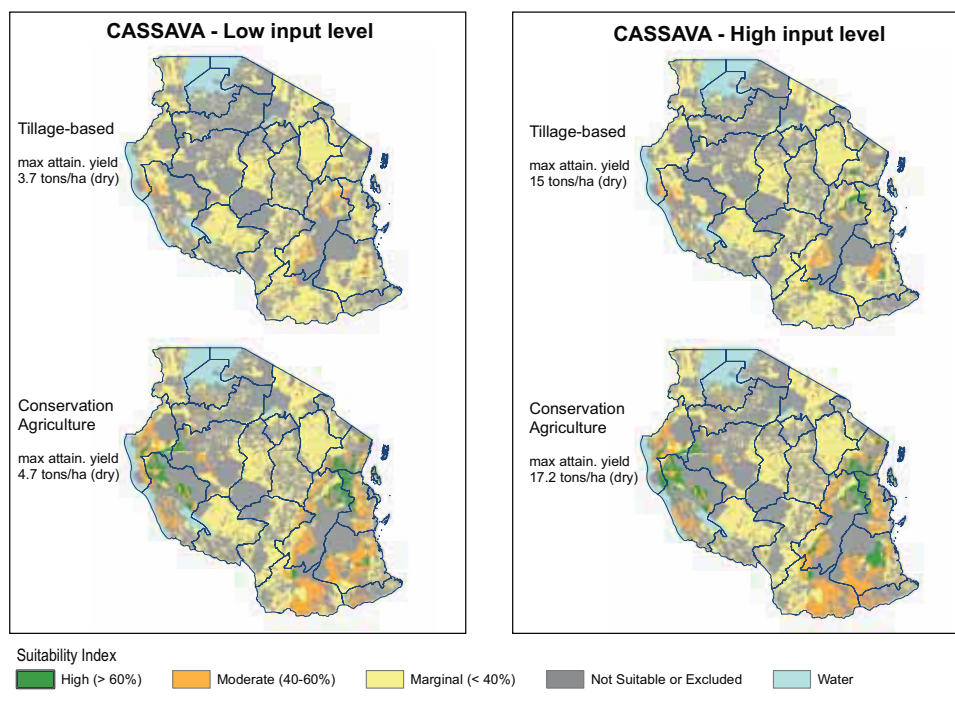 CASSAVA - Low input level
Tillage-based
max attain. yield
3.7 tons/ha (dry)
Conservation
Agriculture
max attain. yield
4.7 tons/ha (dry)
CASSAVA - High input level
Tillage-based
max attain. yield
15 tons/ha (dry)
Conservation
Agriculture
max attain. yield
17.2 tons/ha (dry)
Suitability Index
High (> 60%)
Moderate (40-60%)
Marginal (< 40%)
Not Suitable or Excluded
Water